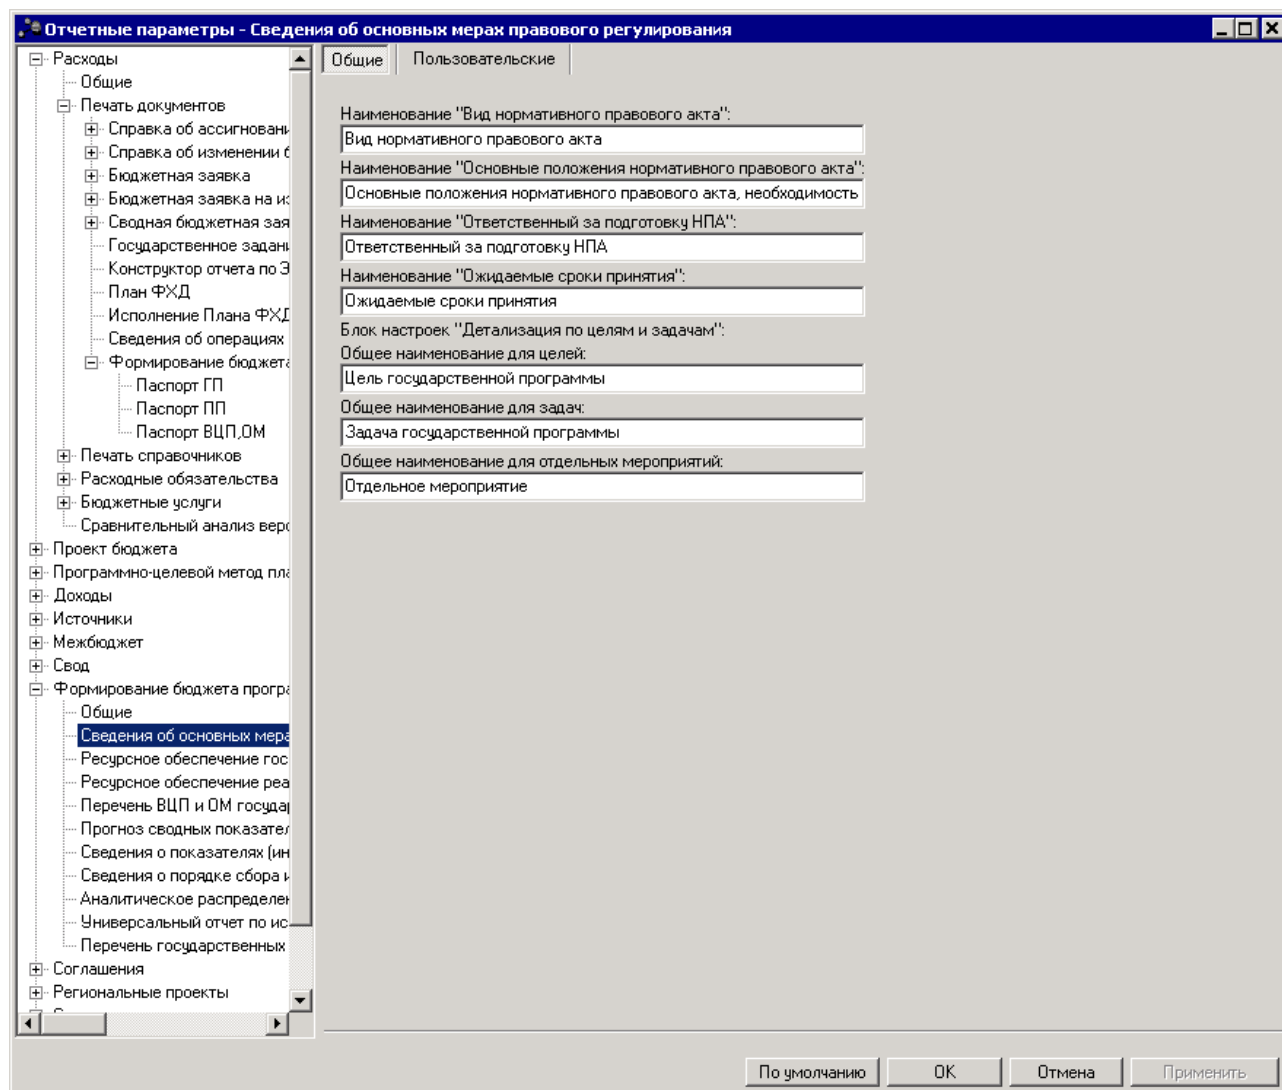 Отчетные параметры - Сведения об основных мерах правового регулирования
Расходы
Общие
Печать документов
Справка об ассигновани
Справка об изменении б
Бюджетная заявка
Бюджетная заявка на из
Сводная бюджетная зая
Государственное задани
Конструктор отчета по Э
План ФХД
Исполнение Плана ФХД
Сведения об операциях
Формирование бюджета
Паспорт ГП
Паспорт ПП
Паспорт ВЦП,ОМ
Печать справочников
Расходные обязательства
Бюджетные услуги
Сравнительный анализ верс
Проект бюджета
Программно-целевой метод пла
Доходы
Источники
Межбюджет
Свод
Формирование бюджета програ
Общие
Сведения об основных мера
Ресурсное обеспечение гос
Ресурсное обеспечение реа
Перечень ВЦП и ОМ государ
Прогноз сводных показател
Сведения о показателях (ин
Сведения о порядке сбора и
Аналитическое распределен
Универсальный отчет по ис
Перечень государственных
Соглашения
Региональные проекты
Общие Пользовательские
Наименование "Вид нормативного правового акта":
Вид нормативного правового акта
Наименование "Основные положения нормативного правового акта":
Основные положения нормативного правового акта, необходимость
Наименование "Ответственный за подготовку НПА":
Ответственный за подготовку НПА
Наименование "Ожидаемые сроки принятия":
Ожидаемые сроки принятия
Блок настроек "Детализация по целям и задачам":
Общее наименование для целей:
Цель государственной программы
Общее наименование для задач:
Задача государственной программы
Общее наименование для отдельных мероприятий:
Отдельное мероприятие
По умолчанию OK Отмена Применить